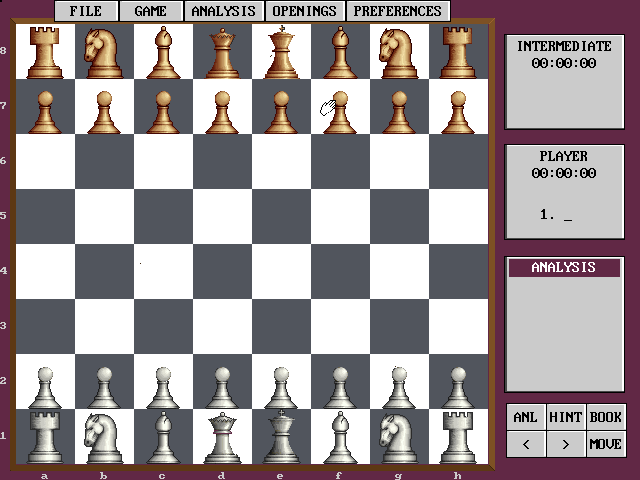 FILE GAME ANALYSIS OPENINGS PREFERENCES
8
7
6
5
4
3
2
1
a b c d e f g h
INTERMEDIATE
00:00:00
PLAYER
00:00:00
1. _
ANALYSIS
ANL HINT BOOK
< > MOVE